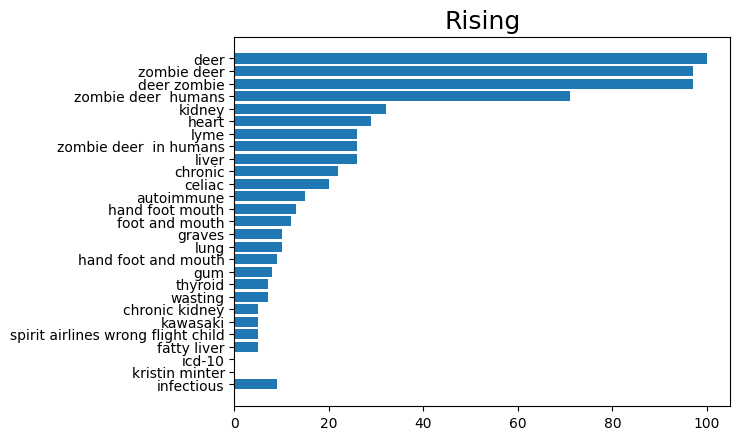 Rising
deer
zombie deer
deer zombie
zombie deer  humans
kidney
heart
lyme
zombie deer  in humans
liver
chronic
celiac
autoimmune
hand foot mouth
foot and mouth
graves
lung
hand foot and mouth
gum
thyroid
wasting
chronic kidney
kawasaki
spirit airlines wrong flight child
fatty liver
icd-10
kristin minter
infectious
0 20 40 60 80 100